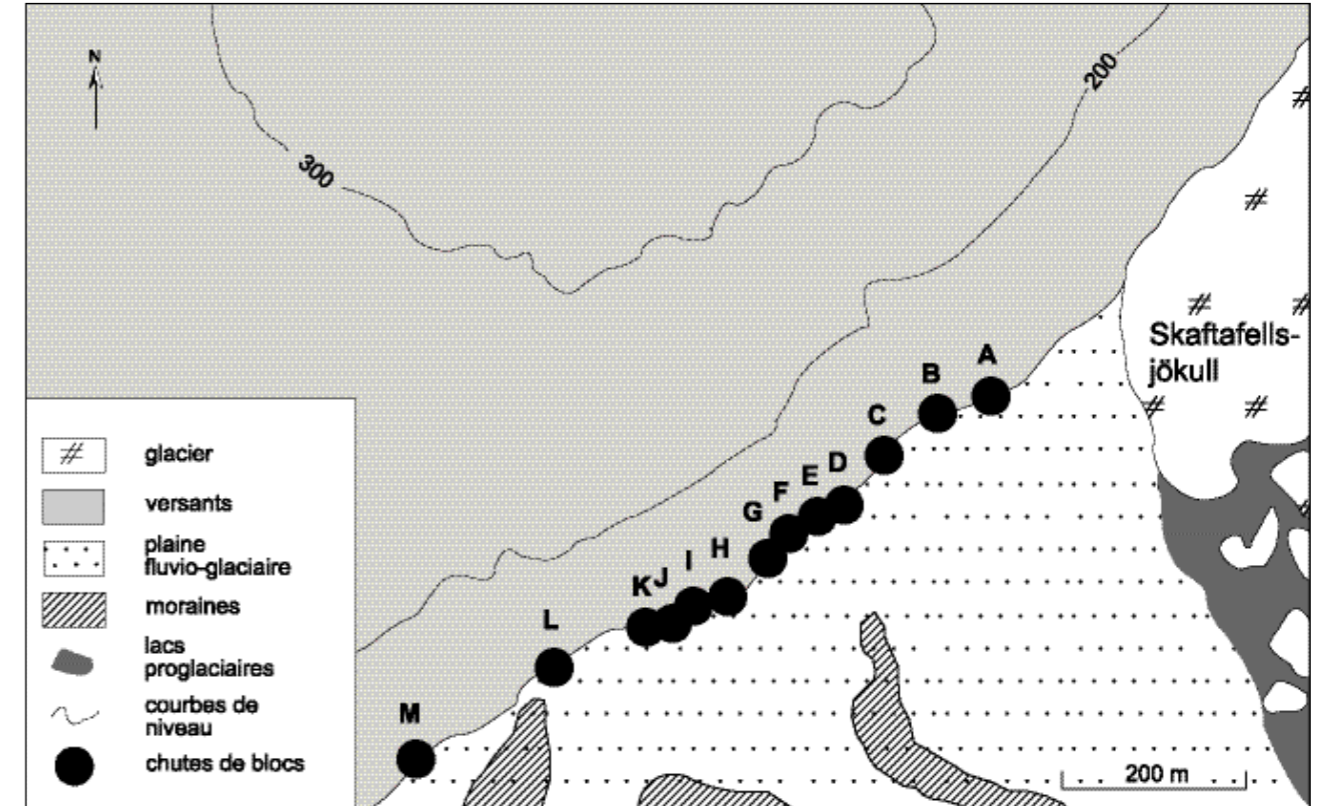 N
200
300
Skaftafells-
jökull
A
B
C
D
E
F
G
H
I
J
K
L
M
glacier
versants
plaine
fluvio-glaciaire
moraines
lacs
proglaciaires
courbes de
niveau
chutes de blocs
200 m